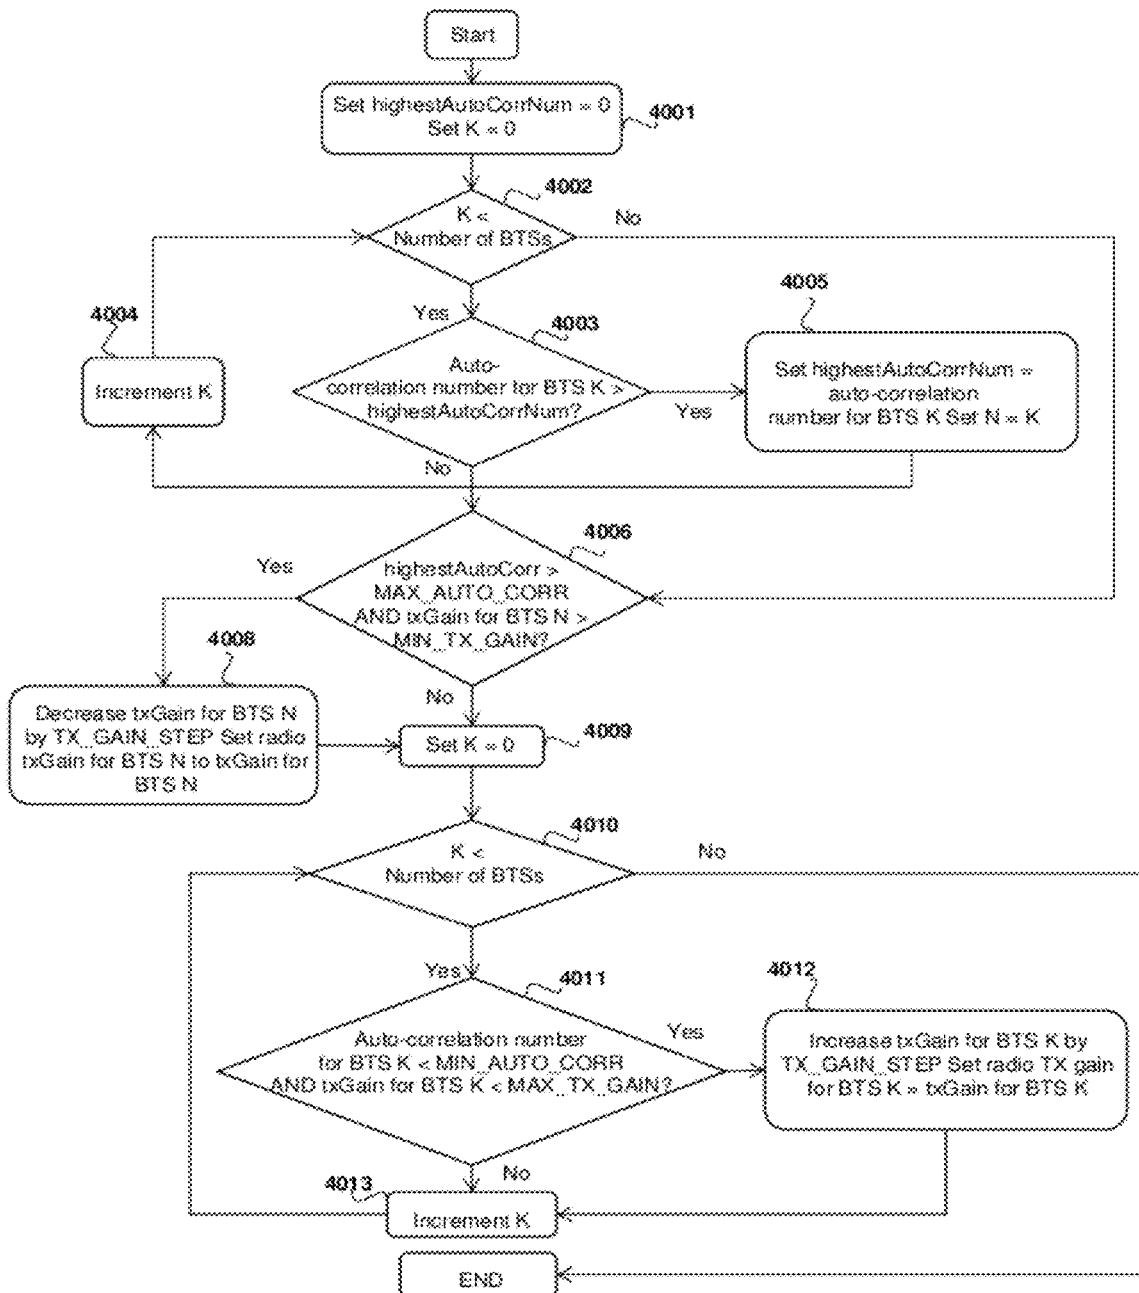 Start
Set highestAutoCorrNum = 0
Set K = 0
4001
4002
K <
Number of BTSs
No
Yes
4003
4004
4005
Increment K
Auto-
correlation number for BTS K >
highestAutoCorrNum?
Yes
Set highestAutoCorrNum =
auto-correlation
number for BTS K Set N = K
No
4006
Yes
highestAutoCorr >
MAX_AUTO_CORR
AND txGain for BTS N >
MIN_TX_GAIN?
4008
No
Decrease txGain for BTS N
by TX_GAIN_STEP Set radio
txGain for BTS N to txGain for
BTS N
Set K = 0
4009
4010
K <
Number of BTSs
No
Yes
4011
4012
Auto-correlation number
for BTS K < MIN_AUTO_CORR
AND txGain for BTS K < MAX_TX_GAIN?
Yes
Increase txGain for BTS K by
TX_GAIN_STEP Set radio TX gain
for BTS K = txGain for BTS K
No
4013
Increment K
END